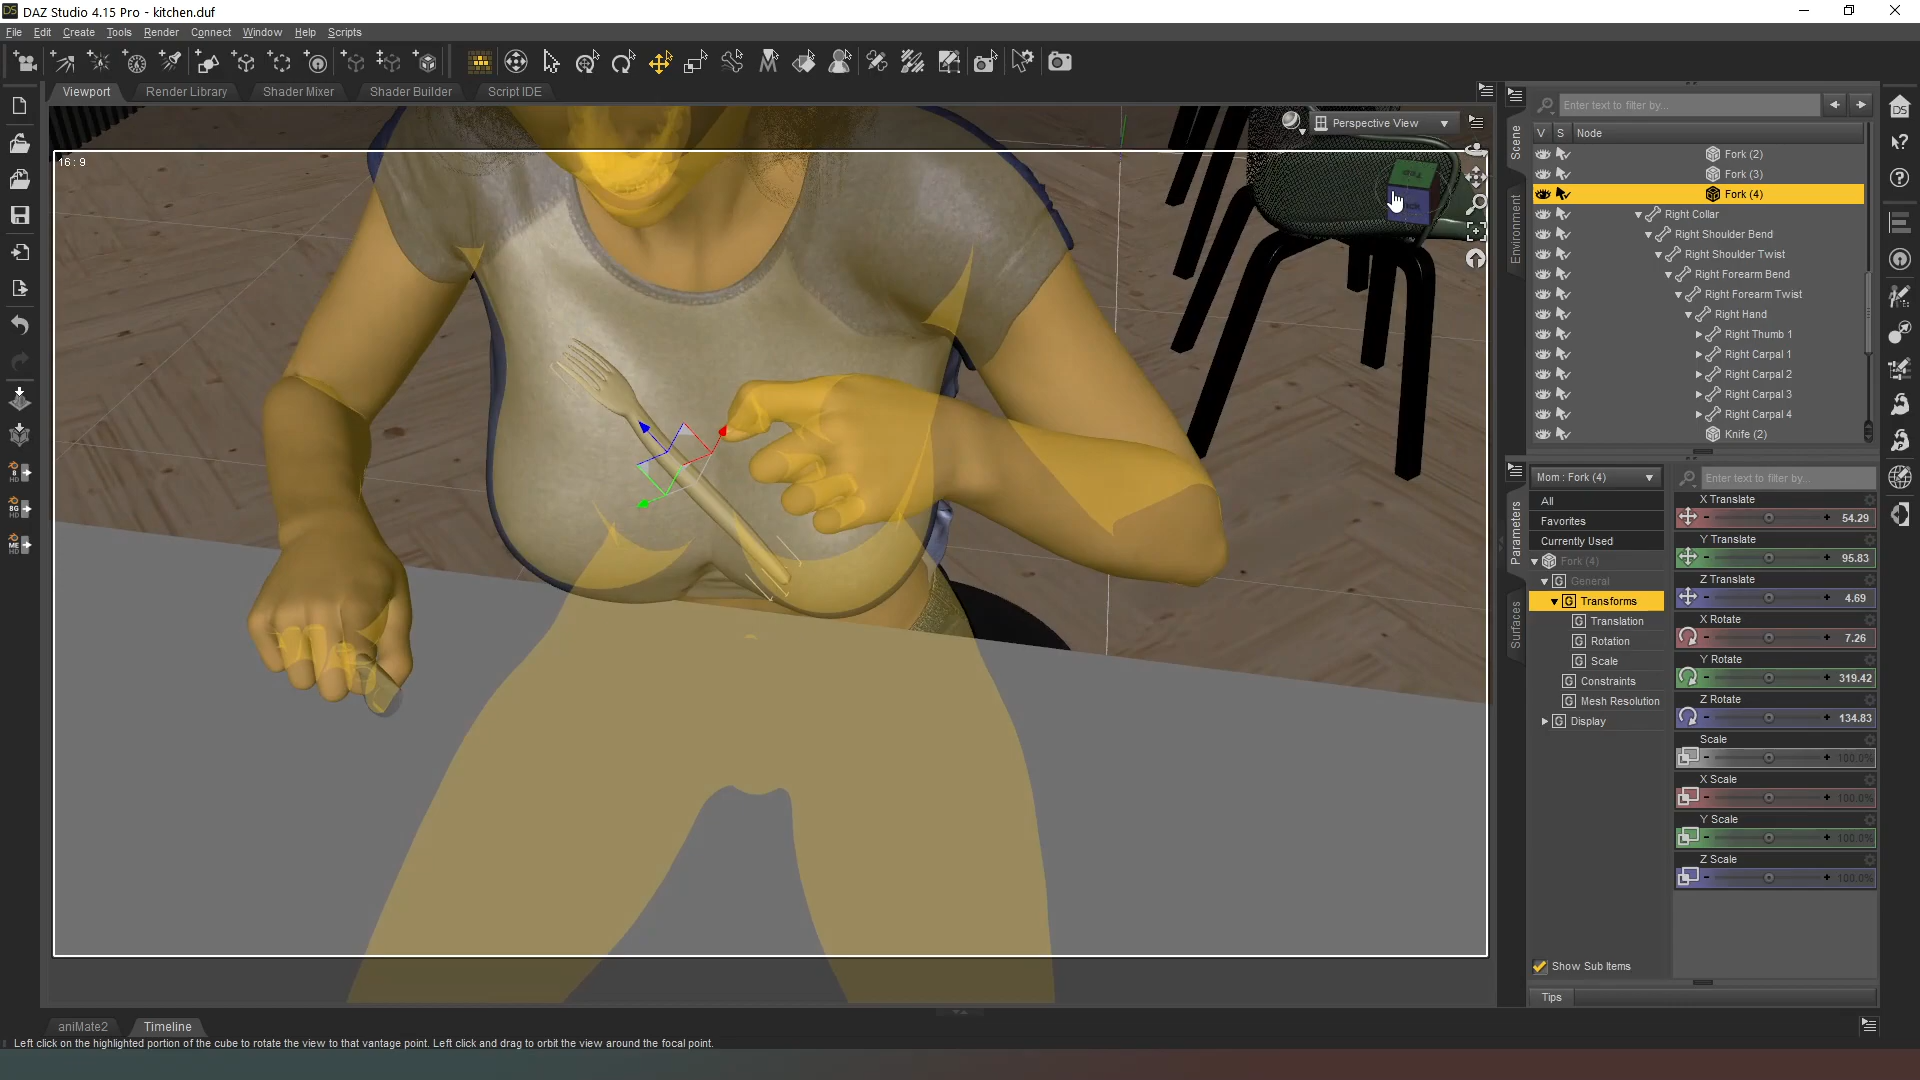 DAZ Studio 4.15 Pro - kitchen.duf
File Edit Create Tools Render Connect Window Help Scripts
Viewport Render Library Shader Mixer Shader Builder Script IDE
16 : 9
Perspective View
TOP
Scene
Environment
Enter text to filter by...
V S Node
Fork (2)
Fork (3)
Fork (4)
Right Collar
Right Shoulder Bend
Right Shoulder Twist
Right Forearm Bend
Right Forearm Twist
Right Hand
Right Thumb 1
Right Carpal 1
Right Carpal 2
Right Carpal 3
Right Carpal 4
Knife (2)
Parameters
Surfaces
Mom : Fork (4)
Enter text to filter by...
All
Favorites
Currently Used
Fork (4)
General
Transforms
Translation
Rotation
Scale
Constraints
Mesh Resolution
Display
X Translate
54.29
Y Translate
95.83
Z Translate
4.69
X Rotate
7.26
Y Rotate
319.42
Z Rotate
134.83
Scale
100.0%
X Scale
100.0%
Y Scale
100.0%
Z Scale
100.0%
Show Sub Items
Tips
aniMate2 Timeline
Left click on the highlighted portion of the cube to rotate the view to that vantage point. Left click and drag to orbit the view around the focal point.